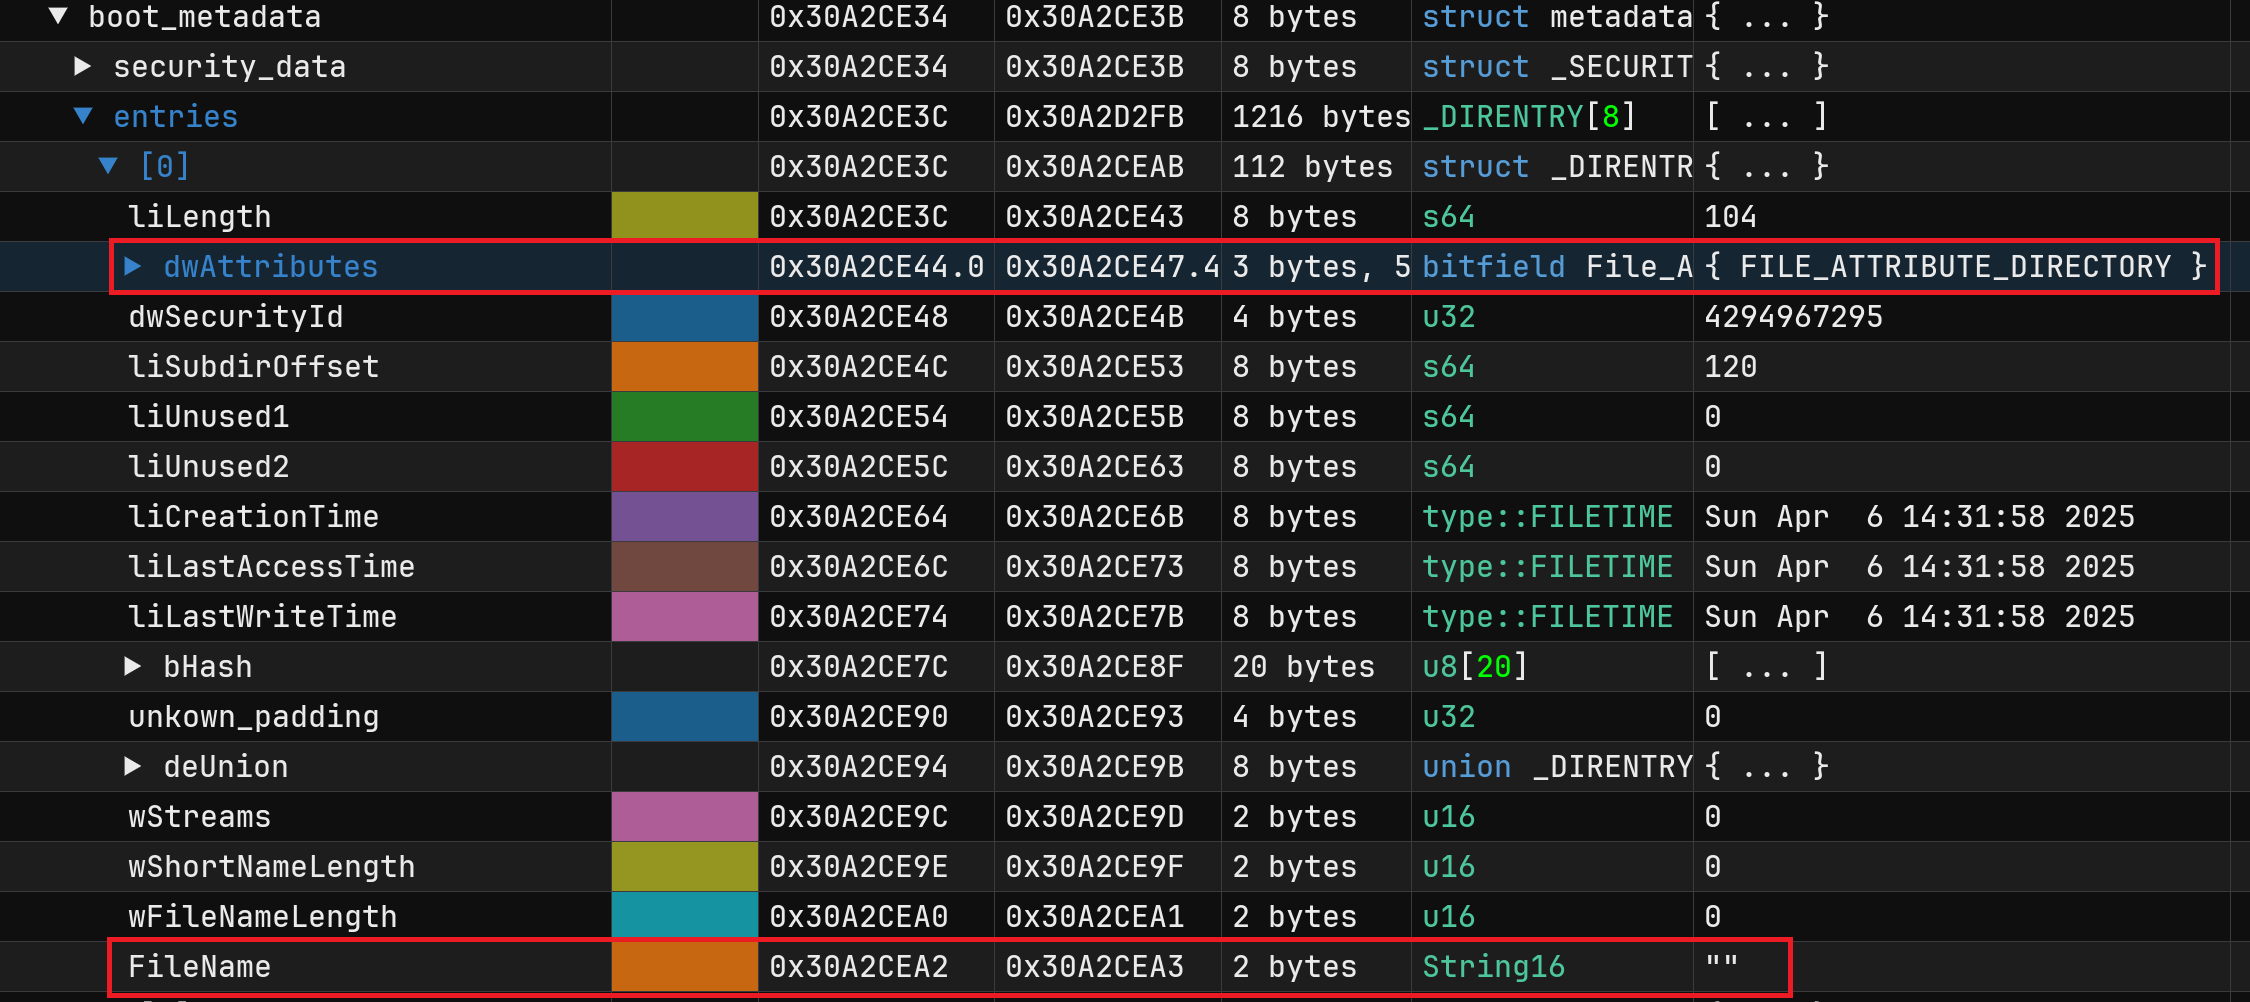 ▼ boot_metadata 0x30A2CE34 0x30A2CE3B 8 bytes struct metadata { ... }
▶ security_data 0x30A2CE34 0x30A2CE3B 8 bytes struct _SECURIT { ... }
▼ entries 0x30A2CE3C 0x30A2D2FB 1216 bytes _DIRENTRY[8] [ ... ]
▼ [0] 0x30A2CE3C 0x30A2CEAB 112 bytes struct _DIRENTR { ... }
liLength 0x30A2CE3C 0x30A2CE43 8 bytes s64 104
▶ dwAttributes 0x30A2CE44.0 0x30A2CE47.4 3 bytes, 5 bitfield File_A { FILE_ATTRIBUTE_DIRECTORY }
dwSecurityId 0x30A2CE48 0x30A2CE4B 4 bytes u32 4294967295
liSubdirOffset 0x30A2CE4C 0x30A2CE53 8 bytes s64 120
liUnused1 0x30A2CE54 0x30A2CE5B 8 bytes s64 0
liUnused2 0x30A2CE5C 0x30A2CE63 8 bytes s64 0
liCreationTime 0x30A2CE64 0x30A2CE6B 8 bytes type::FILETIME Sun Apr  6 14:31:58 2025
liLastAccessTime 0x30A2CE6C 0x30A2CE73 8 bytes type::FILETIME Sun Apr  6 14:31:58 2025
liLastWriteTime 0x30A2CE74 0x30A2CE7B 8 bytes type::FILETIME Sun Apr  6 14:31:58 2025
▶ bHash 0x30A2CE7C 0x30A2CE8F 20 bytes u8[20] [ ... ]
unkown_padding 0x30A2CE90 0x30A2CE93 4 bytes u32 0
▶ deUnion 0x30A2CE94 0x30A2CE9B 8 bytes union _DIRENTRY { ... }
wStreams 0x30A2CE9C 0x30A2CE9D 2 bytes u16 0
wShortNameLength 0x30A2CE9E 0x30A2CE9F 2 bytes u16 0
wFileNameLength 0x30A2CEA0 0x30A2CEA1 2 bytes u16 0
FileName 0x30A2CEA2 0x30A2CEA3 2 bytes String16 ""